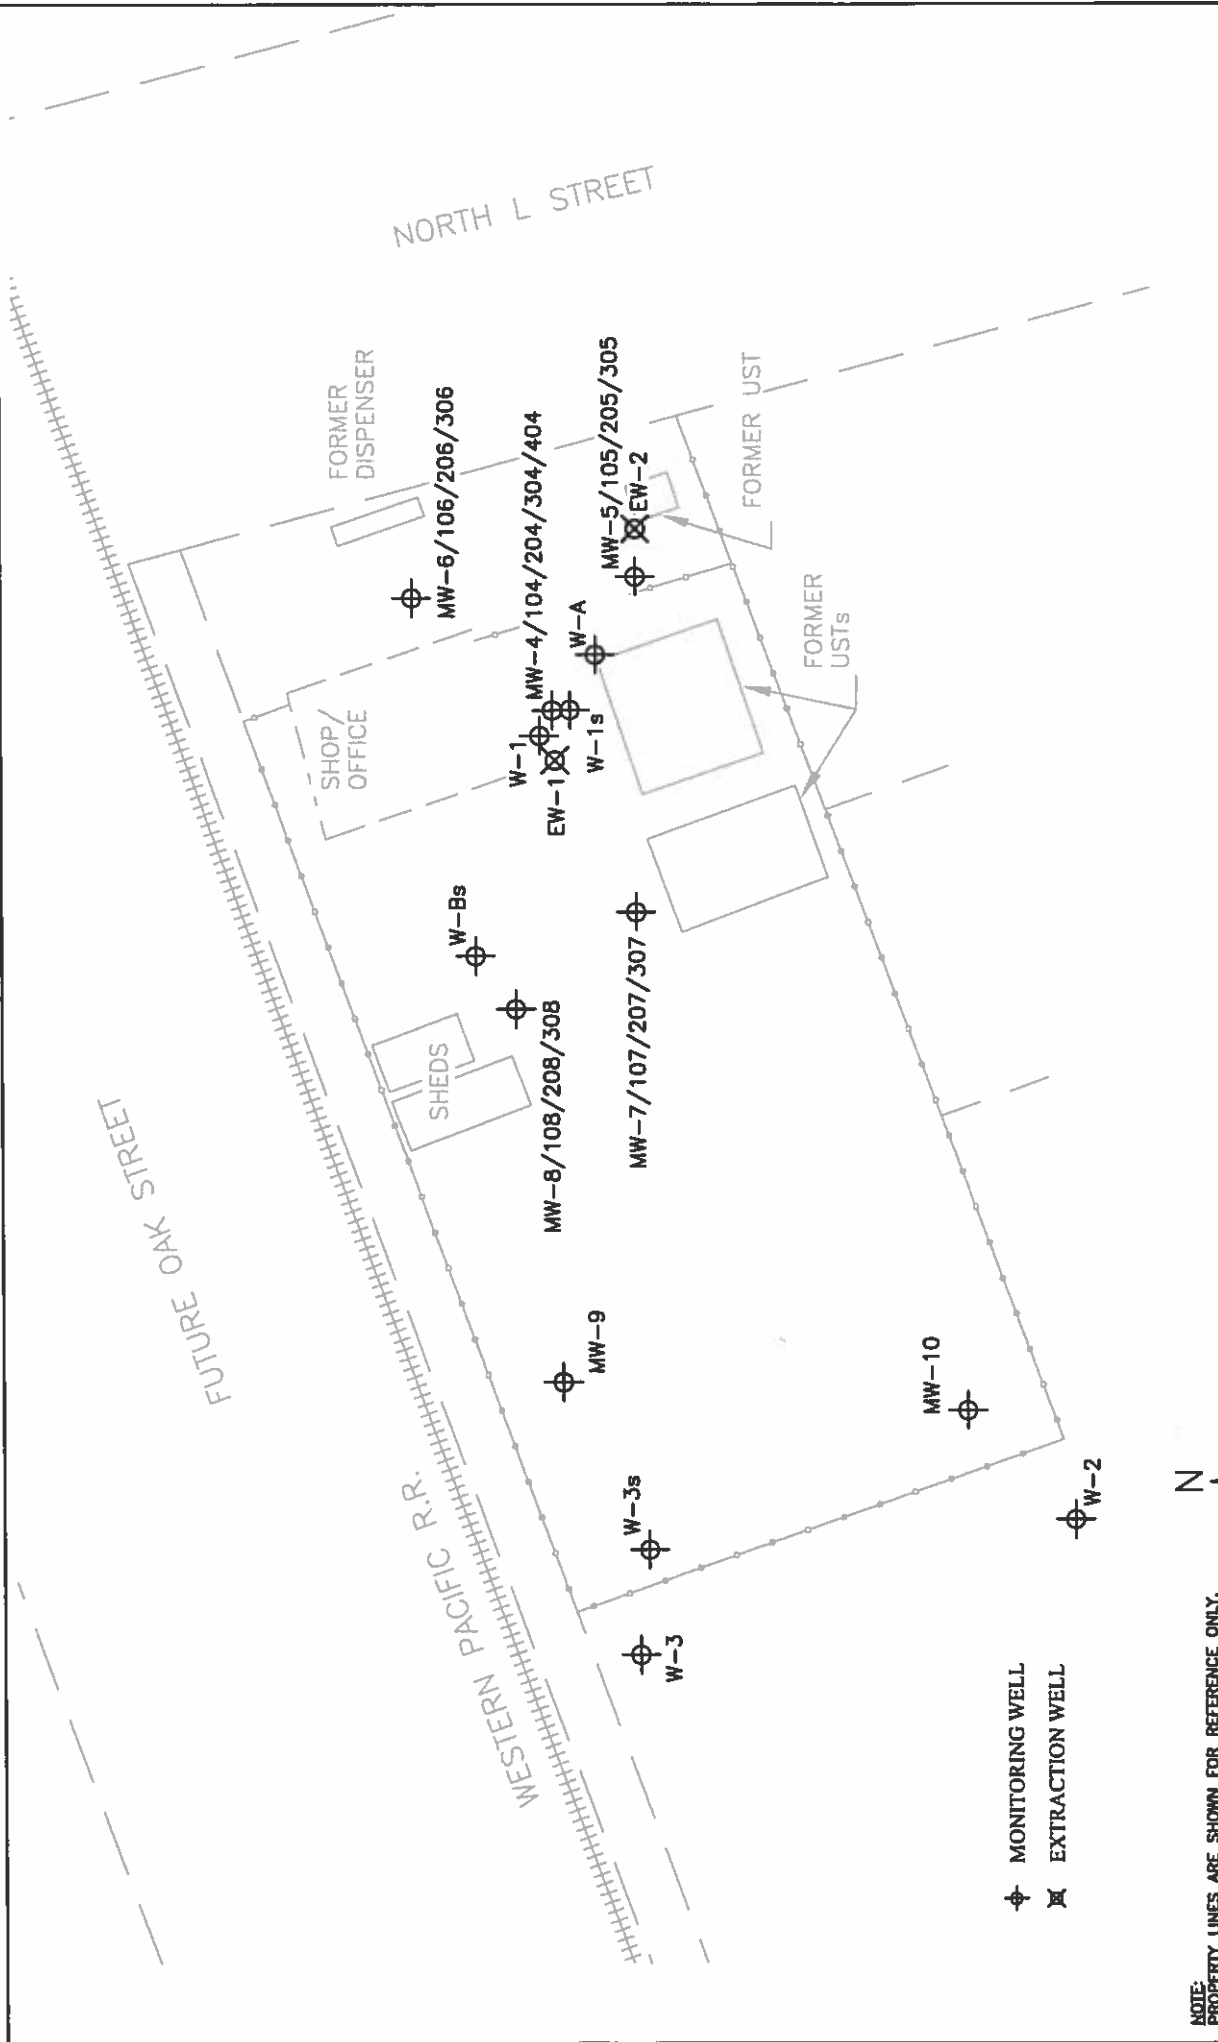 FUTURE OAK STREET
WESTERN PACIFIC R.R.
NORTH L STREET
FORMER
DISPENSER
MW-6/106/206/306
SHOP/
OFFICE
MW-4/104/204/304/404
W-1
EW-1
W-1s
W-A
MW-5/105/205/305
EW-2
FORMER UST
FORMER
USTs
W-Bs
SHEDS
MW-8/108/208/308
MW-7/107/207/307
MW-9
MW-10
W-3s
W-3
W-2
MONITORING WELL
EXTRACTION WELL
N
NOTE:
PROPERTY LINES ARE SHOWN FOR REFERENCE ONLY.